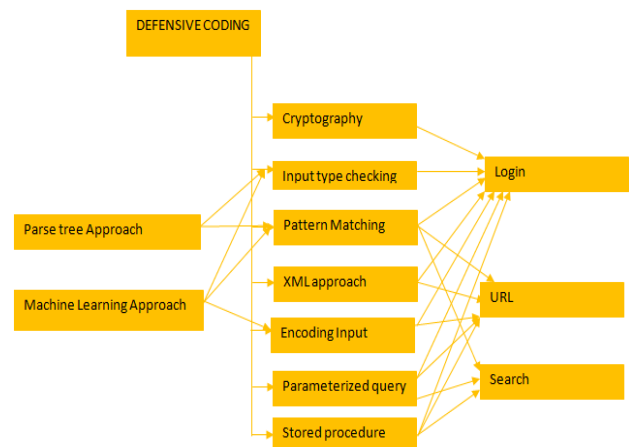 DEFENSIVE CODING
Cryptography
Input type checking
Login
Parse tree Approach
Pattern Matching
XML approach
URL
Machine Learning Approach
Encoding Input
Parameterized query
Search
Stored procedure